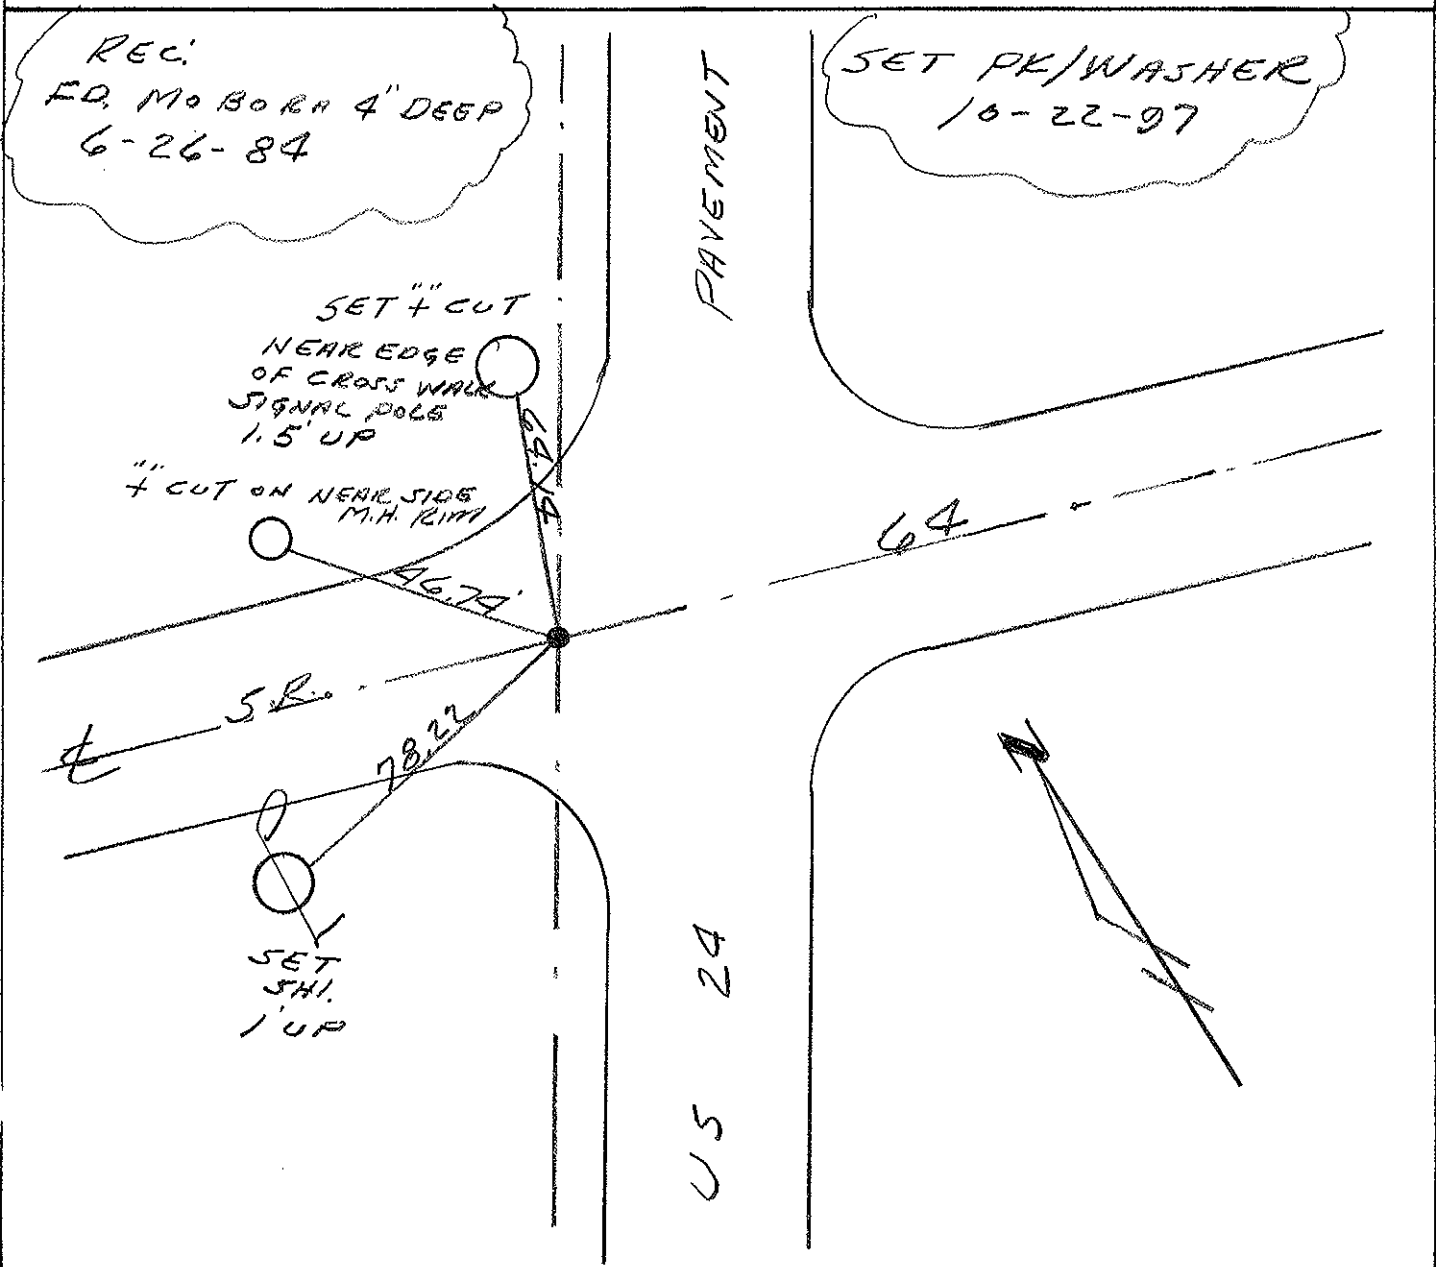 REC:
FD. MO BORA 4" DEEP
6-26-84
SET PK/WASHER
10-22-97
PAVEMENT
SET "+" CUT
NEAR EDGE
OF CROSS WALK
SIGNAL POLE
1.5' UP
64.14
"+" CUT ON NEAR SIDE
M.H. RIM
46.74'
64
S.R.
℄
78.22
SET
SHI.
1' UP
US 24